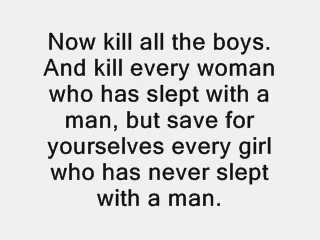 Now kill all the boys.
And kill every woman
who has slept with a
man, but save for
yourselves every girl
who has never slept
with a man.